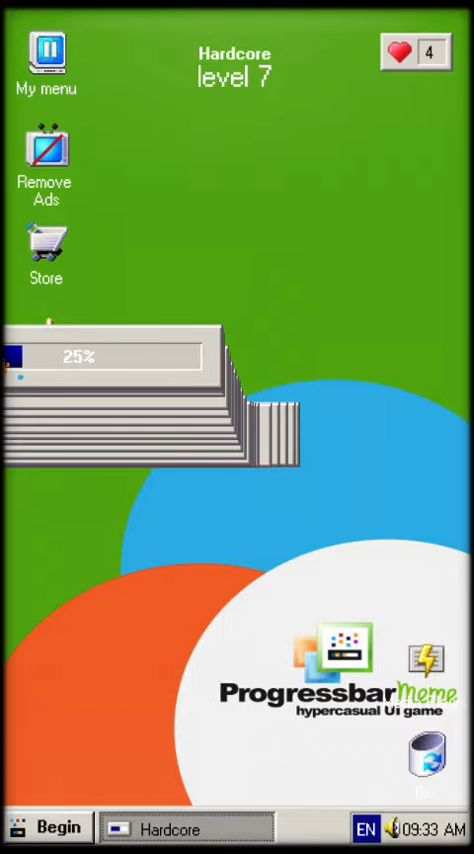 My menu
Hardcore
level 7
4
Remove
Ads
Store
25%
ProgressbarMeme
hypercasual Ui game
Begin
Hardcore
EN
09:33 AM